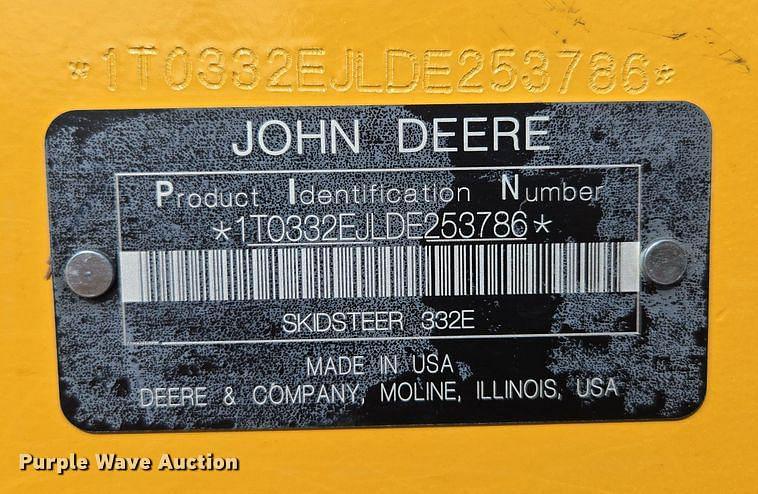 *1T0332EJLDE253786*
JOHN DEERE
Product Identification Number
*1T0332EJLDE253786*
SKIDSTEER 332E
MADE IN USA
DEERE & COMPANY, MOLINE, ILLINOIS, USA
Purple Wave Auction